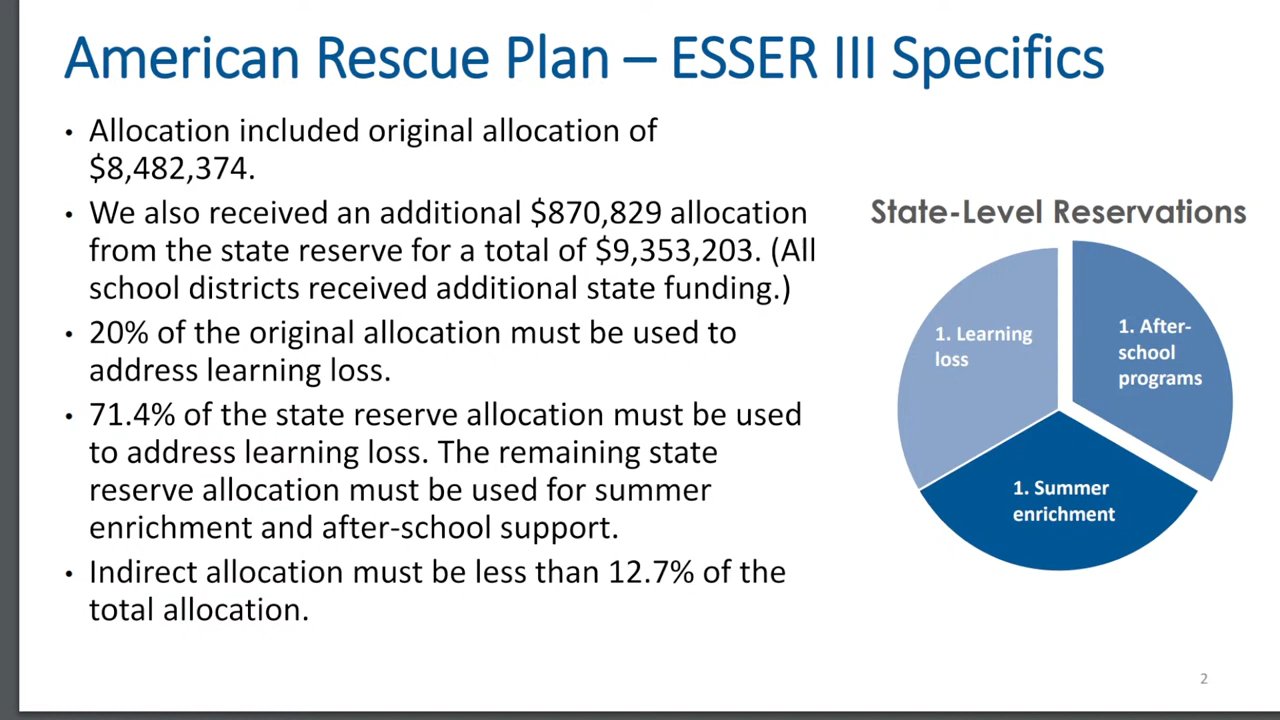 American Rescue Plan – ESSER III Specifics
• Allocation included original allocation of
$8,482,374.
• We also received an additional $870,829 allocation
from the state reserve for a total of $9,353,203. (All
school districts received additional state funding.)
• 20% of the original allocation must be used to
address learning loss.
• 71.4% of the state reserve allocation must be used
to address learning loss. The remaining state
reserve allocation must be used for summer
enrichment and after-school support.
• Indirect allocation must be less than 12.7% of the
total allocation.
State-Level Reservations
1. Learning
loss
1. After-
school
programs
1. Summer
enrichment
2